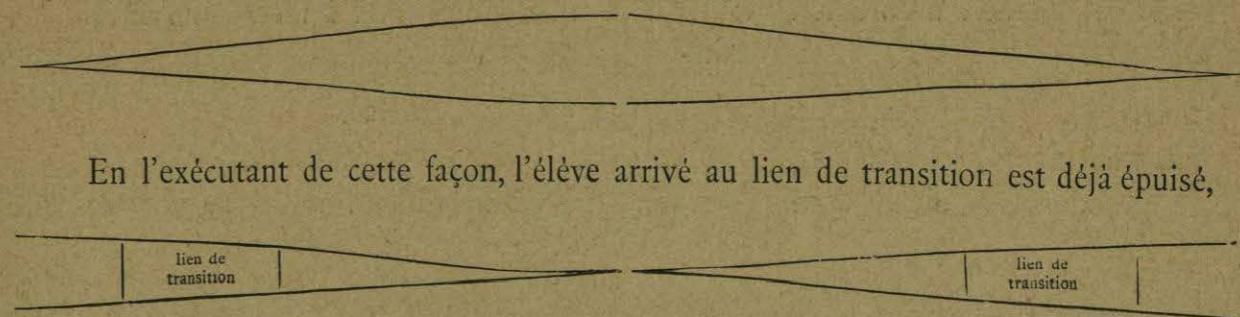 En l'exécutant de cette façon, l'élève arrivé au lien de transition est déjà épuisé,
lien de
transition
lien de
transition